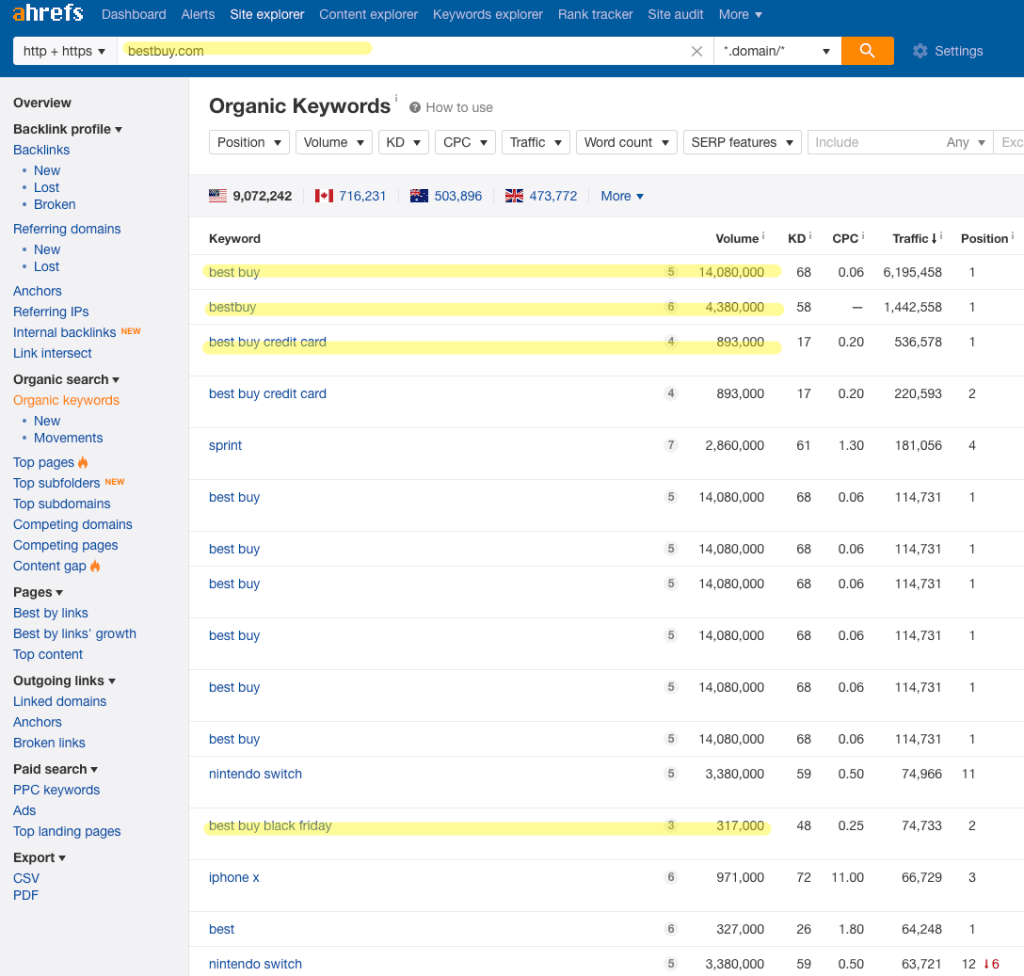 ahrefs Dashboard Alerts Site explorer Content explorer Keywords explorer Rank tracker Site audit More
http + https bestbuy.com *.domain/* Settings
Overview
Backlink profile
Backlinks
New
Lost
Broken
Referring domains
New
Lost
Anchors
Referring IPs
Internal backlinks NEW
Link intersect
Organic search
Organic keywords
New
Movements
Top pages
Top subfolders NEW
Top subdomains
Competing domains
Competing pages
Content gap
Pages
Best by links
Best by links' growth
Top content
Outgoing links
Linked domains
Anchors
Broken links
Paid search
PPC keywords
Ads
Top landing pages
Export
CSV
PDF
Organic Keywords i How to use
Position Volume KD CPC Traffic Word count SERP features Include Any Exc
9,072,242 716,231 503,896 473,772 More
Keyword Volume i KD i CPC i Traffic i Position i
best buy 5 14,080,000 68 0.06 6,195,458 1
bestbuy 6 4,380,000 58 — 1,442,558 1
best buy credit card 4 893,000 17 0.20 536,578 1
best buy credit card 4 893,000 17 0.20 220,593 2
sprint 7 2,860,000 61 1.30 181,056 4
best buy 5 14,080,000 68 0.06 114,731 1
best buy 5 14,080,000 68 0.06 114,731 1
best buy 5 14,080,000 68 0.06 114,731 1
best buy 5 14,080,000 68 0.06 114,731 1
best buy 5 14,080,000 68 0.06 114,731 1
best buy 5 14,080,000 68 0.06 114,731 1
nintendo switch 5 3,380,000 59 0.50 74,966 11
best buy black friday 3 317,000 48 0.25 74,733 2
iphone x 6 971,000 72 11.00 66,729 3
best 6 327,000 26 1.80 64,248 1
nintendo switch 5 3,380,000 59 0.50 63,721 12 6